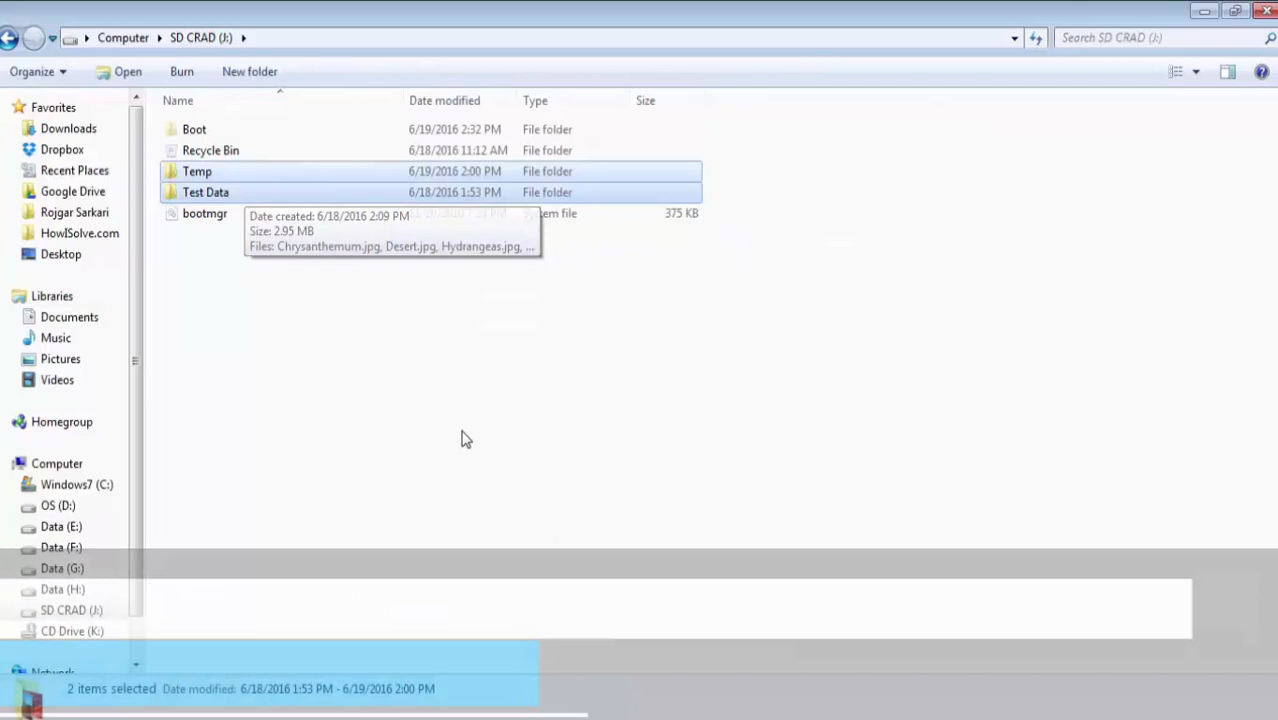 Computer SD CRAD (J:) Search SD CRAD (J:)
Organize Open Burn New folder
Name Date modified Type Size
Favorites
Downloads
Dropbox
Recent Places
Google Drive
Rojgar Sarkari
HowISolve.com
Desktop
Libraries
Documents
Music
Pictures
Videos
Homegroup
Computer
Windows7 (C:)
OS (D:)
Data (E:)
Data (F:)
Data (G:)
Data (H:)
SD CRAD (J:)
CD Drive (K:)
Network
Boot 6/19/2016 2:32 PM File folder
Recycle Bin 6/18/2016 11:12 AM File folder
Temp 6/19/2016 2:00 PM File folder
Test Data 6/18/2016 1:53 PM File folder
bootmgr file 375 KB
Date created: 6/18/2016 2:09 PM
Size: 2.95 MB
Files: Chrysanthemum.jpg, Desert.jpg, Hydrangeas.jpg, ...
2 items selected Date modified: 6/18/2016 1:53 PM - 6/19/2016 2:00 PM